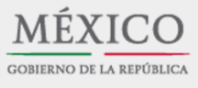 MÉXICO
GOBIERNO DE LA REPÚBLICA